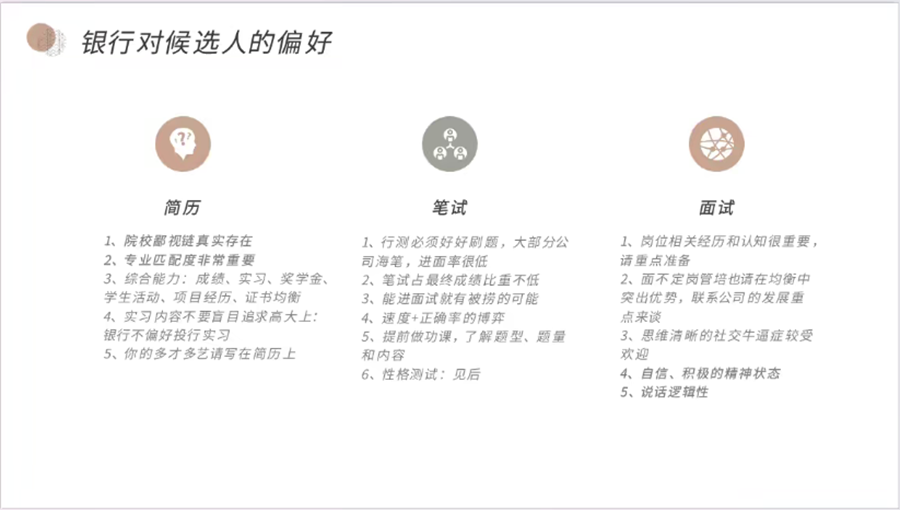 银行对候选人的偏好
简历
1、院校鄙视链真实存在
2、专业匹配度非常重要
3、综合能力：成绩、实习、奖学金、
学生活动、项目经历、证书均衡
4、实习内容不要盲目追求高大上：
银行不偏好投行实习
5、你的多才多艺请写在简历上
笔试
1、行测必须好好刷题，大部分公
司海笔，进面率很低
2、笔试占最终成绩比重不低
3、能进面试就有被捞的可能
4、速度+正确率的博弈
5、提前做功课，了解题型、题量
和内容
6、性格测试：见后
面试
1、岗位相关经历和认知很重要，
请重点准备
2、面不定岗管培也请在均衡中
突出优势，联系公司的发展重
点来谈
3、思维清晰的社交牛逼症较受
欢迎
4、自信、积极的精神状态
5、说话逻辑性